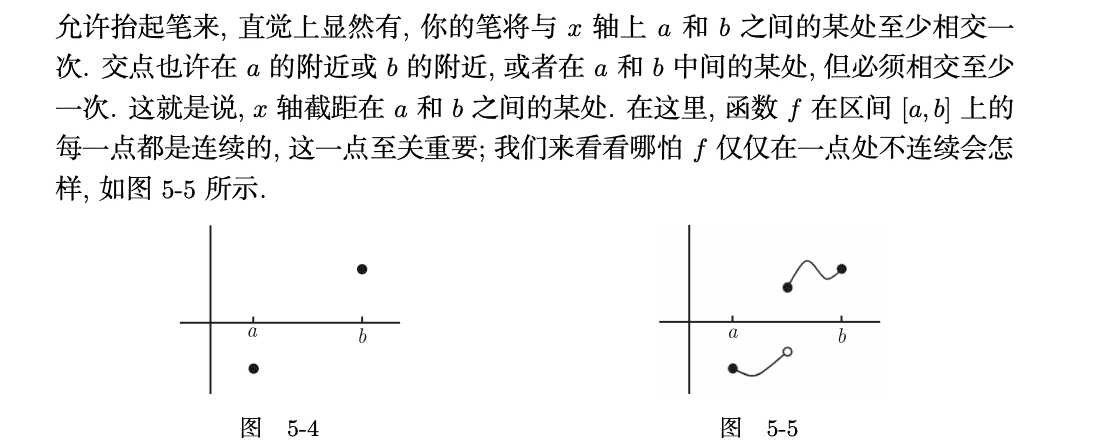 允许抬起笔来, 直觉上显然有, 你的笔将与 x 轴上 a 和 b 之间的某处至少相交一
次. 交点也许在 a 的附近或 b 的附近, 或者在 a 和 b 中间的某处, 但必须相交至少
一次. 这就是说, x 轴截距在 a 和 b 之间的某处. 在这里, 函数 f 在区间 [a, b] 上的
每一点都是连续的, 这一点至关重要; 我们来看看哪怕 f 仅仅在一点处不连续会怎
样, 如图 5-5 所示.
a b
a b
图 5-4
图 5-5